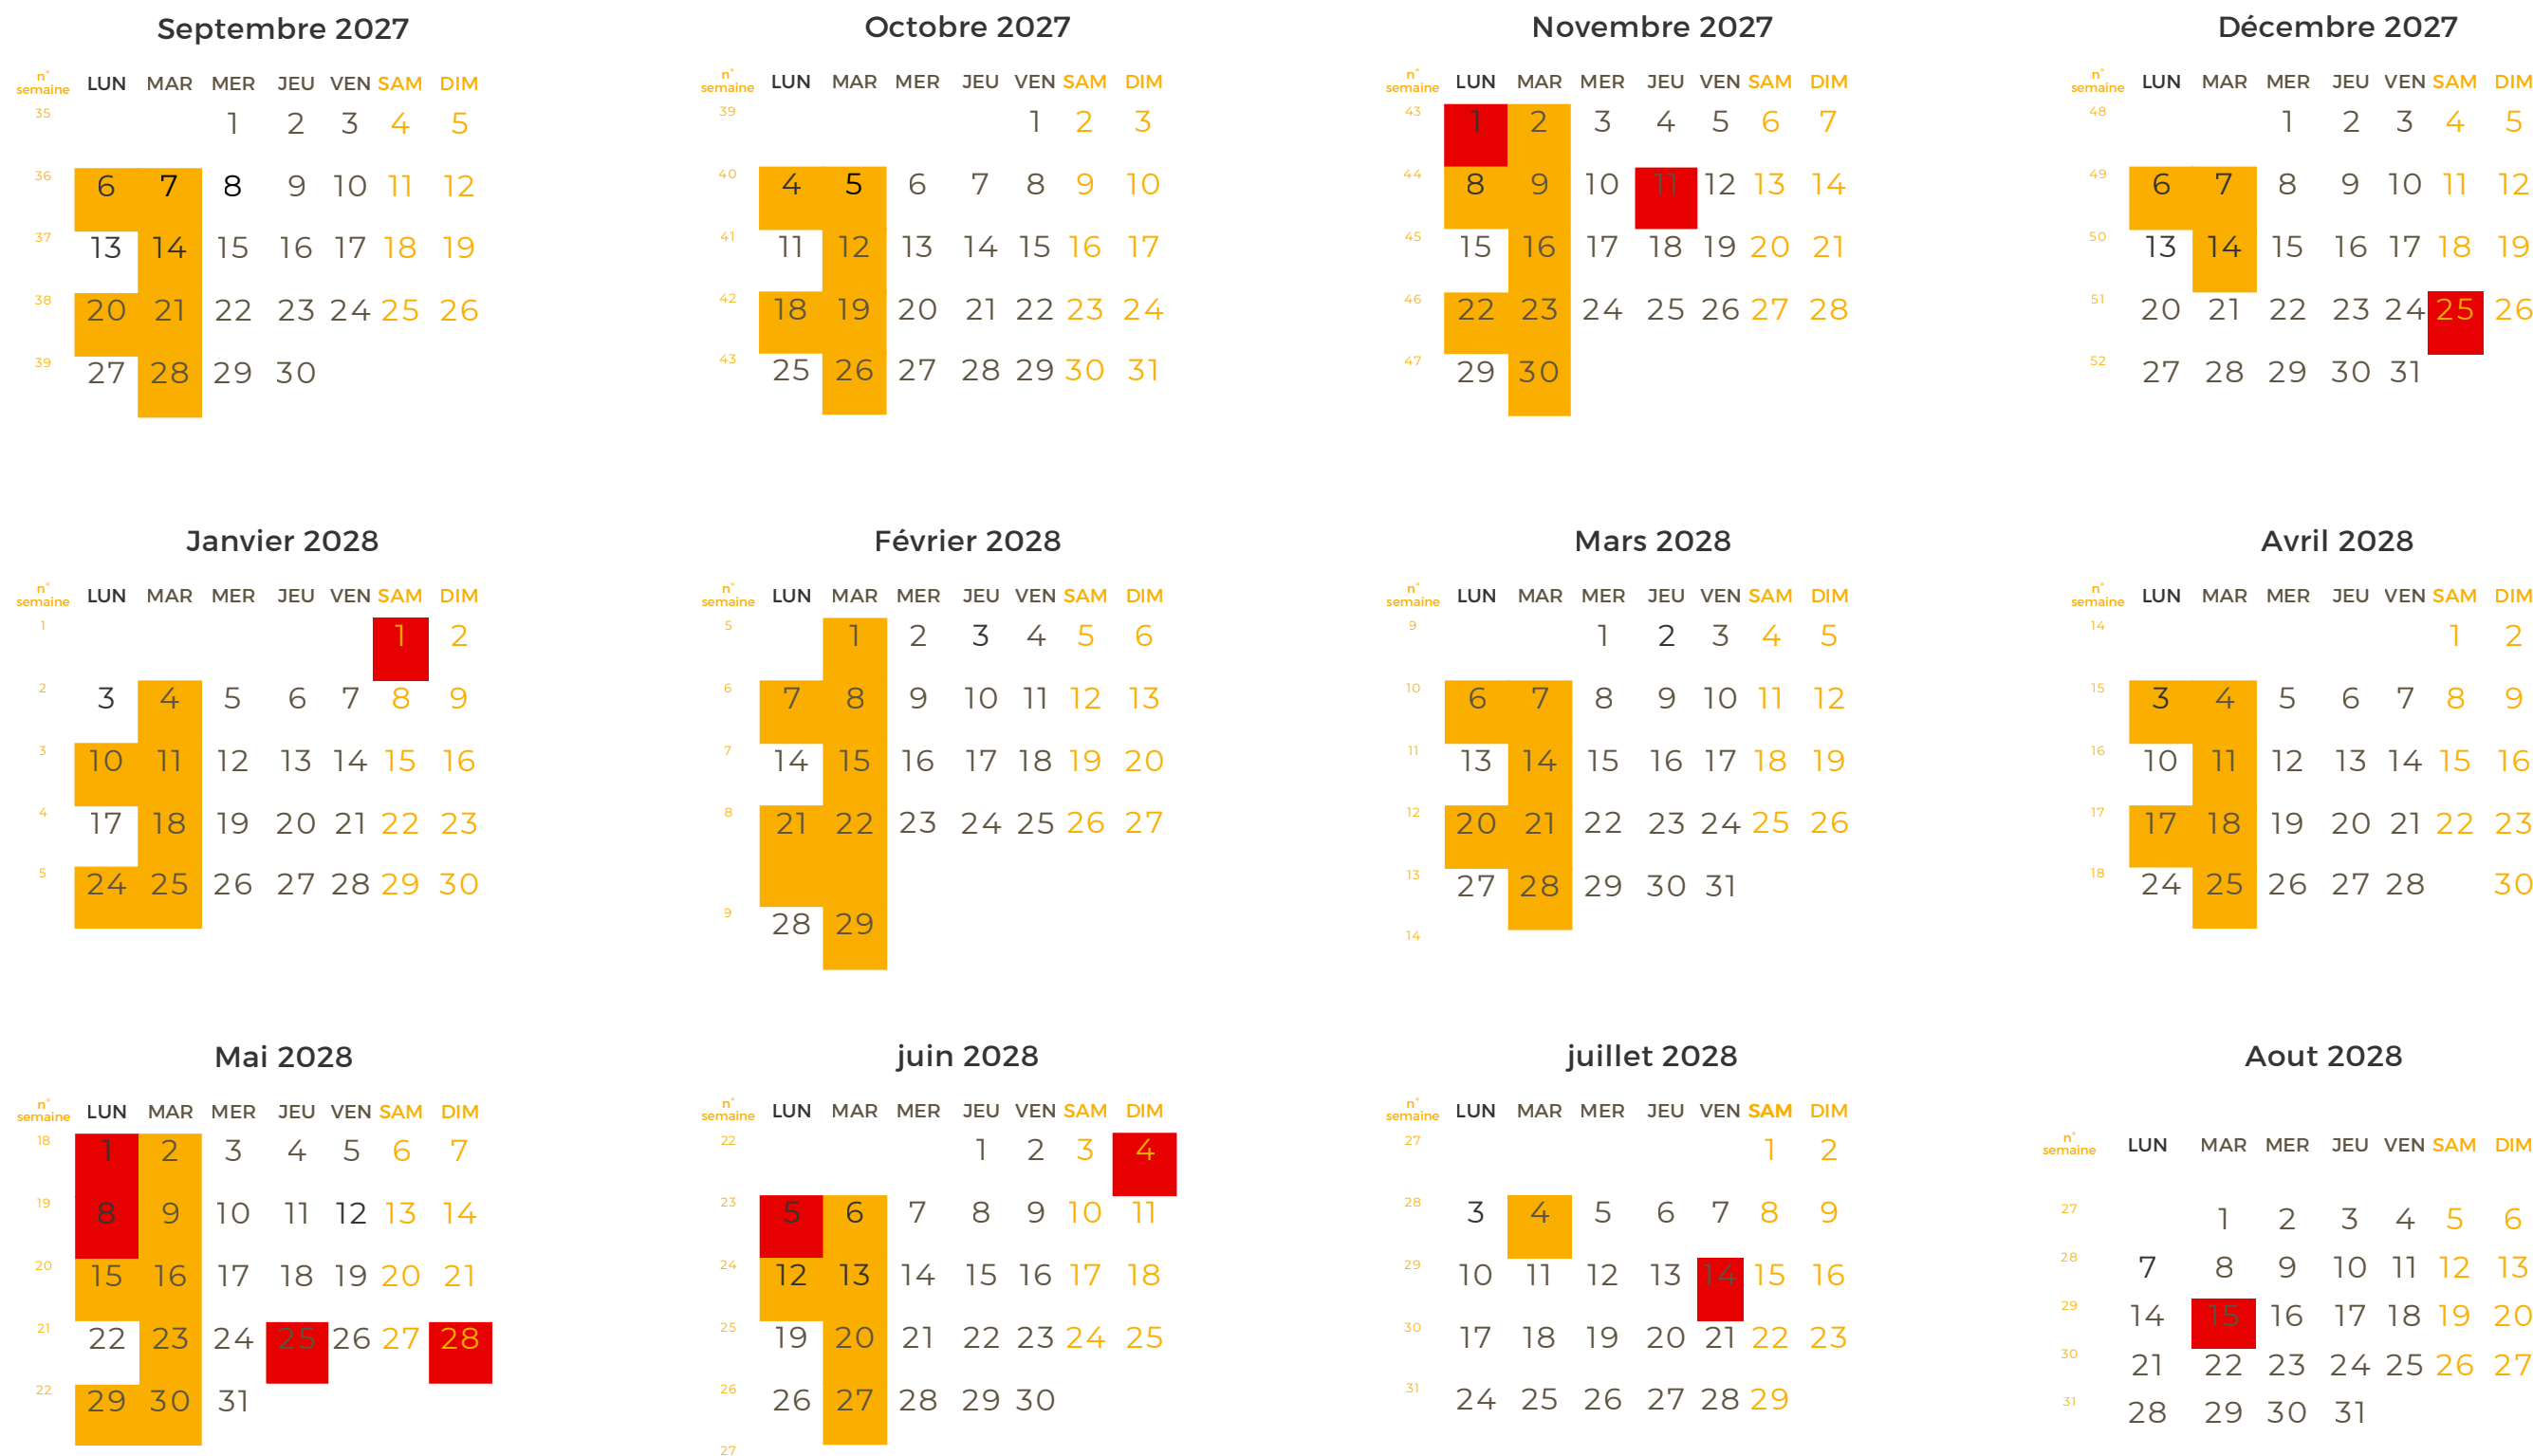 Septembre 2027
n° semaine LUN MAR MER JEU VEN SAM DIM
35 1 2 3 4 5
36 6 7 8 9 10 11 12
37 13 14 15 16 17 18 19
38 20 21 22 23 24 25 26
39 27 28 29 30
Octobre 2027
n° semaine LUN MAR MER JEU VEN SAM DIM
39 1 2 3
40 4 5 6 7 8 9 10
41 11 12 13 14 15 16 17
42 18 19 20 21 22 23 24
43 25 26 27 28 29 30 31
Novembre 2027
n° semaine LUN MAR MER JEU VEN SAM DIM
43 1 2 3 4 5 6 7
44 8 9 10 11 12 13 14
45 15 16 17 18 19 20 21
46 22 23 24 25 26 27 28
47 29 30
Décembre 2027
n° semaine LUN MAR MER JEU VEN SAM DIM
48 1 2 3 4 5
49 6 7 8 9 10 11 12
50 13 14 15 16 17 18 19
51 20 21 22 23 24 25 26
52 27 28 29 30 31
Janvier 2028
n° semaine LUN MAR MER JEU VEN SAM DIM
1 1 2
2 3 4 5 6 7 8 9
3 10 11 12 13 14 15 16
4 17 18 19 20 21 22 23
5 24 25 26 27 28 29 30
Février 2028
n° semaine LUN MAR MER JEU VEN SAM DIM
5 1 2 3 4 5 6
6 7 8 9 10 11 12 13
7 14 15 16 17 18 19 20
8 21 22 23 24 25 26 27
9 28 29
Mars 2028
n° semaine LUN MAR MER JEU VEN SAM DIM
9 1 2 3 4 5
10 6 7 8 9 10 11 12
11 13 14 15 16 17 18 19
12 20 21 22 23 24 25 26
13 27 28 29 30 31
14
Avril 2028
n° semaine LUN MAR MER JEU VEN SAM DIM
14 1 2
15 3 4 5 6 7 8 9
16 10 11 12 13 14 15 16
17 17 18 19 20 21 22 23
18 24 25 26 27 28 30
Mai 2028
n° semaine LUN MAR MER JEU VEN SAM DIM
18 1 2 3 4 5 6 7
19 8 9 10 11 12 13 14
20 15 16 17 18 19 20 21
21 22 23 24 25 26 27 28
22 29 30 31
juin 2028
n° semaine LUN MAR MER JEU VEN SAM DIM
22 1 2 3 4
23 5 6 7 8 9 10 11
24 12 13 14 15 16 17 18
25 19 20 21 22 23 24 25
26 26 27 28 29 30
27
juillet 2028
n° semaine LUN MAR MER JEU VEN SAM DIM
27 1 2
28 3 4 5 6 7 8 9
29 10 11 12 13 14 15 16
30 17 18 19 20 21 22 23
31 24 25 26 27 28 29
Aout 2028
n° semaine LUN MAR MER JEU VEN SAM DIM
27 1 2 3 4 5 6
28 7 8 9 10 11 12 13
29 14 15 16 17 18 19 20
30 21 22 23 24 25 26 27
31 28 29 30 31